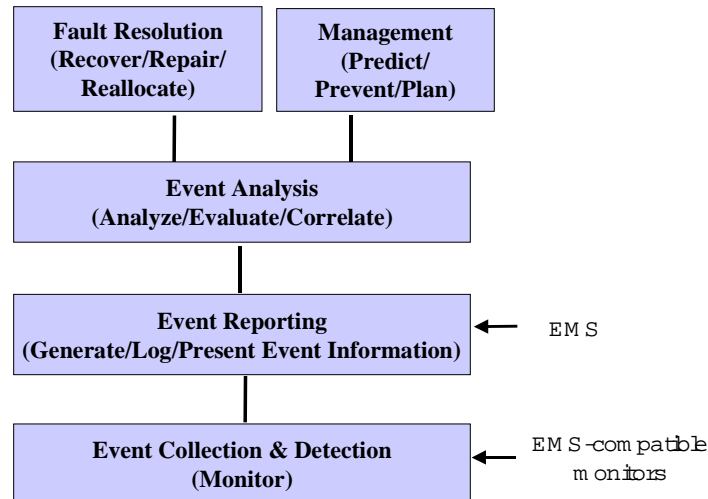 Fault Resolution
(Recover/Repair/
Reallocate)
Management
(Predict/
Prevent/Plan)
Event Analysis
(Analyze/Evaluate/Correlate)
Event Reporting
(Generate/Log/Present Event Information)
EMS
Event Collection & Detection
(Monitor)
EMS-compatible
monitors